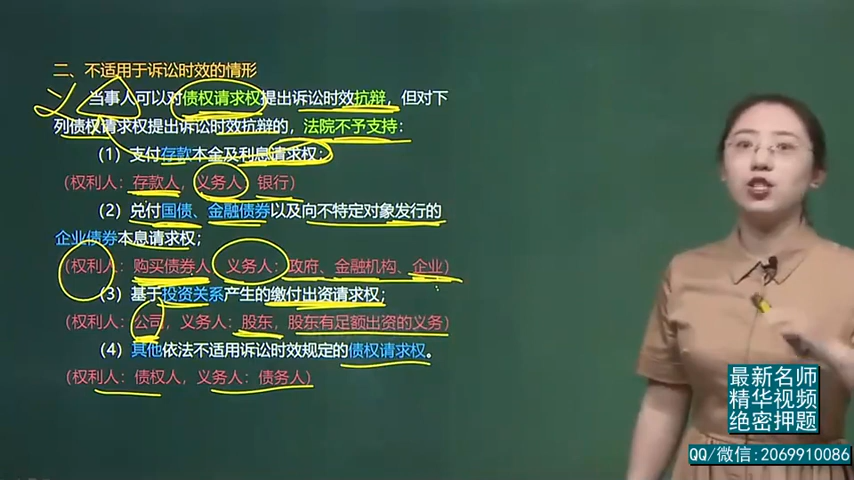 二、不适用于诉讼时效的情形
义 当事人可以对债权请求权提出诉讼时效抗辩，但对下
列债权请求权提出诉讼时效抗辩的，法院不予支持：
（1）支付存款本金及利息请求权；
（权利人：存款人，义务人：银行）
（2）兑付国债、金融债券以及向不特定对象发行的
企业债券本息请求权；
（权利人：购买债券人，义务人：政府、金融机构、企业）
（3）基于投资关系产生的缴付出资请求权；
（权利人：公司，义务人：股东，股东有足额出资的义务）
（4）其他依法不适用诉讼时效规定的债权请求权。
（权利人：债权人，义务人：债务人）
最新名师
精华视频
绝密押题
QQ/微信:2069910086